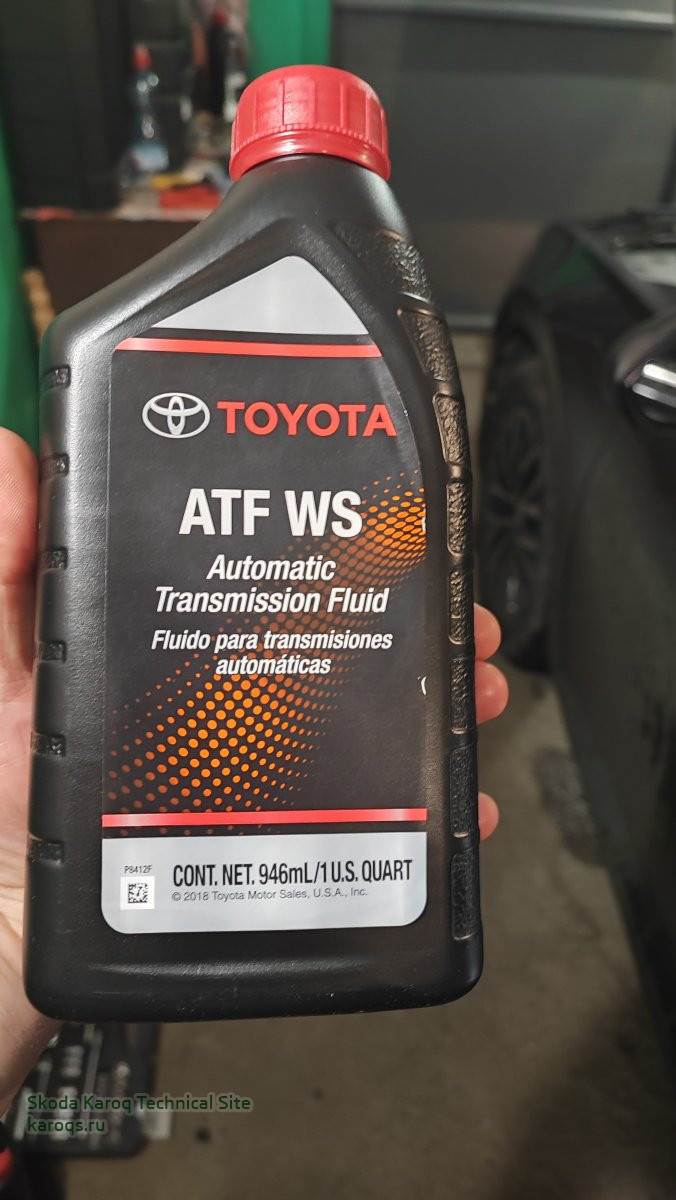 TOYOTA
ATF WS
Automatic
Transmission Fluid
Fluido para transmisiones
automáticas
P8412F
CONT. NET. 946mL/1 U.S. QUART
© 2018 Toyota Motor Sales, U.S.A., Inc.
Skoda Karoq Technical Site
karoqs.ru